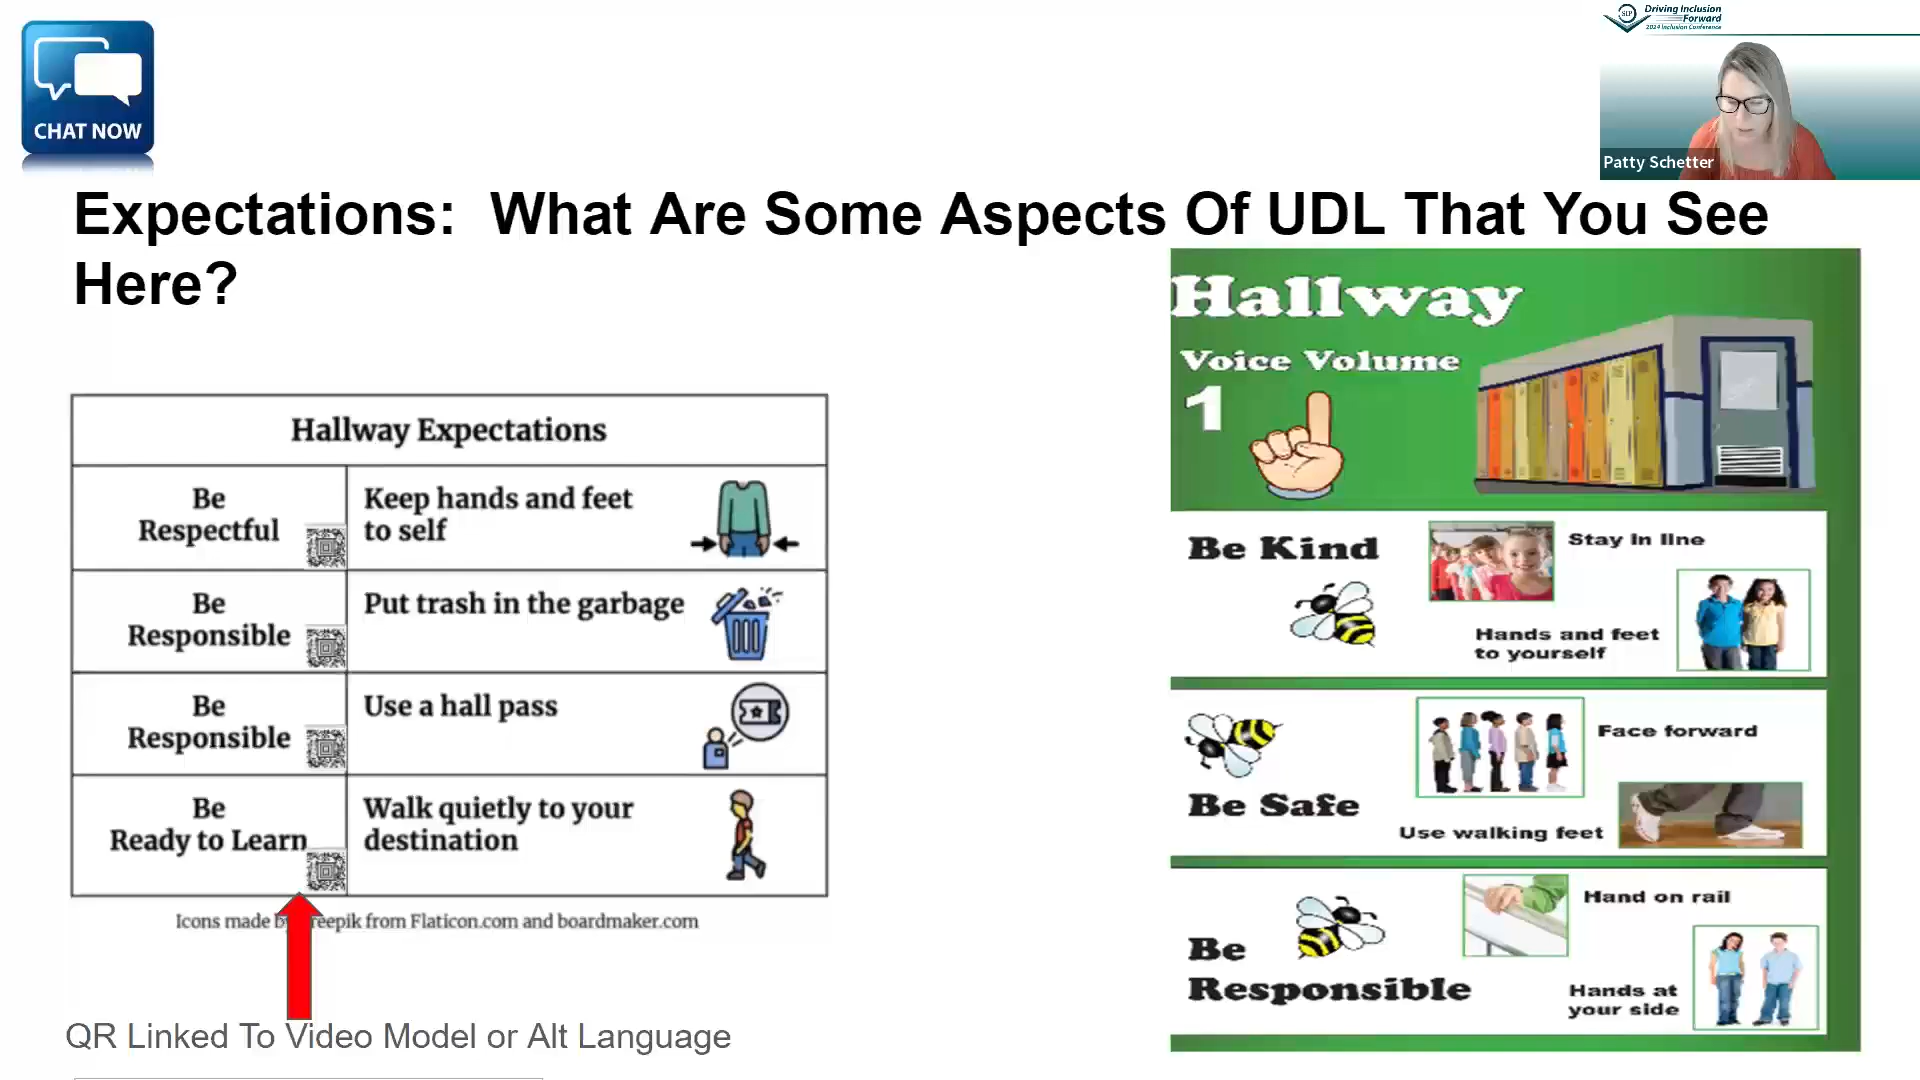 CHAT NOW
SIP
Driving Inclusion
Forward
2024 Inclusion Conference
Patty Schetter
Expectations:  What Are Some Aspects Of UDL That You See
Here?
Hallway Expectations
Be
Respectful
Keep hands and feet
to self
Be
Responsible
Put trash in the garbage
Be
Responsible
Use a hall pass
Be
Ready to Learn
Walk quietly to your
destination
Icons made by reepik from Flaticon.com and boardmaker.com
QR Linked To Video Model or Alt Language
Hallway
Voice Volume
1
Be Kind
Stay in line
Hands and feet
to yourself
Be Safe
Face forward
Use walking feet
Be
Responsible
Hand on rail
Hands at
your side